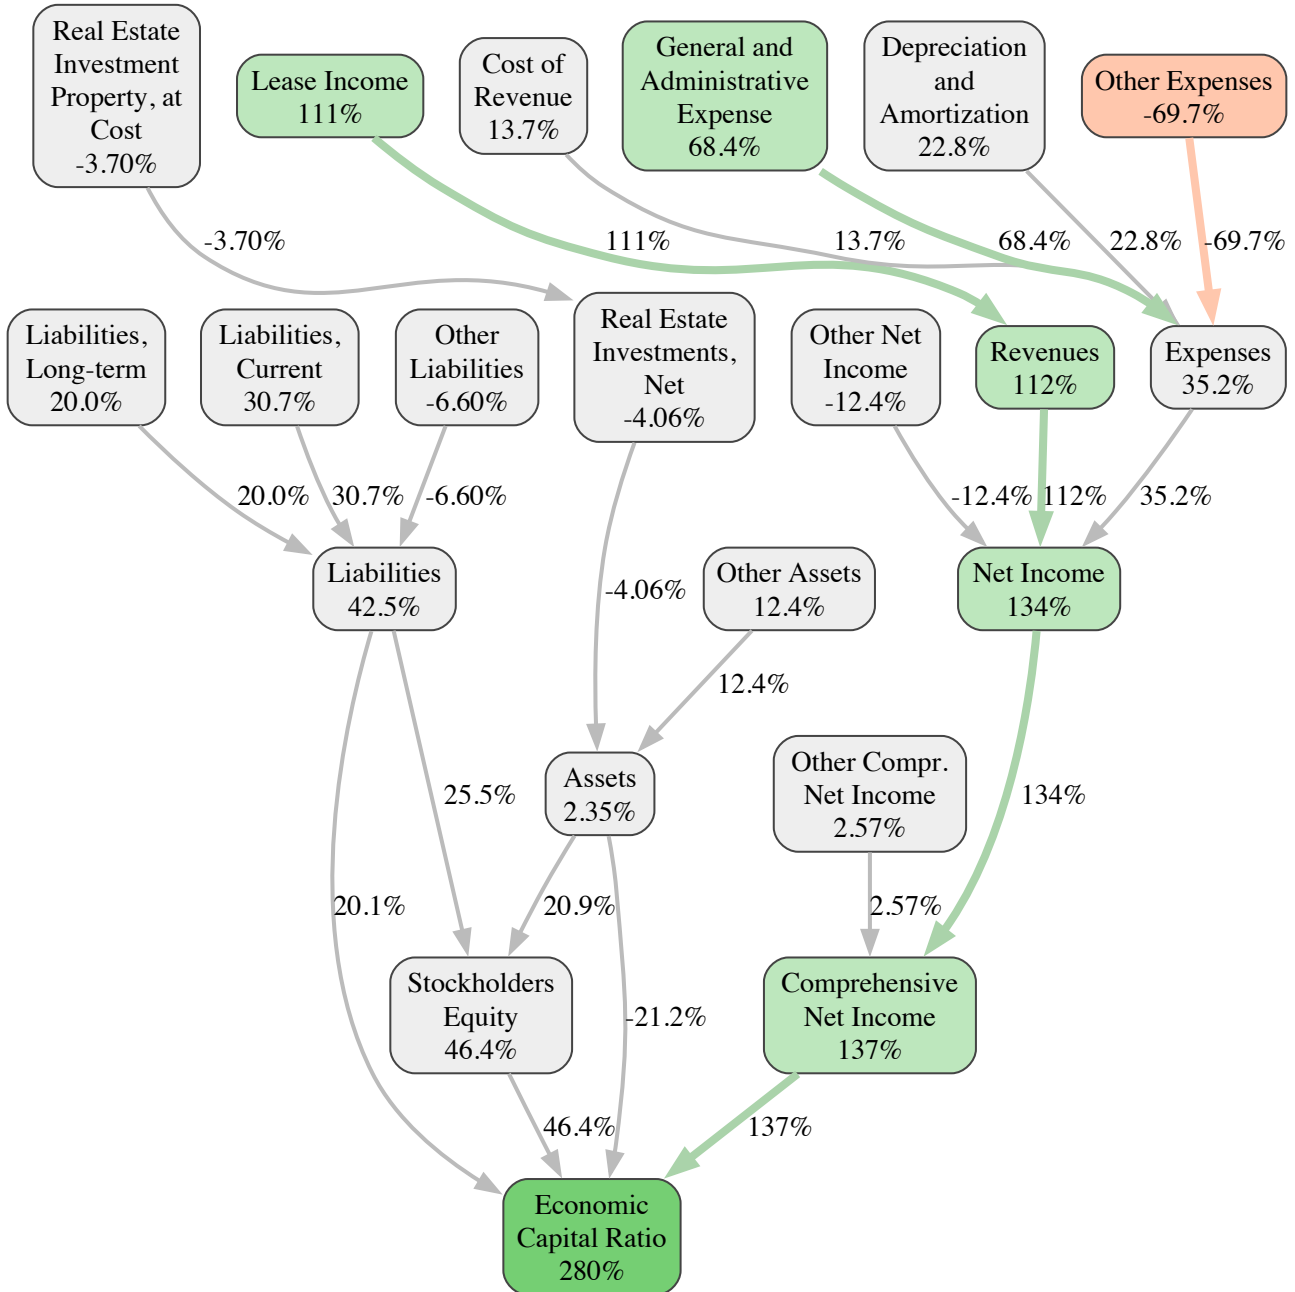 Real Estate
Investment
Property, at
Cost
-3.70%
Lease Income
111%
Cost of
Revenue
13.7%
General and
Administrative
Expense
68.4%
Depreciation
and
Amortization
22.8%
Other Expenses
-69.7%
-3.70%
111%
13.7%
68.4%
22.8%
-69.7%
Liabilities,
Long-term
20.0%
Liabilities,
Current
30.7%
Other
Liabilities
-6.60%
Real Estate
Investments,
Net
-4.06%
Other Net
Income
-12.4%
Revenues
112%
Expenses
35.2%
20.0%
30.7%
-6.60%
-12.4%
112%
35.2%
Liabilities
42.5%
-4.06%
Other Assets
12.4%
Net Income
134%
12.4%
Assets
2.35%
Other Compr.
Net Income
2.57%
25.5%
134%
20.1%
20.9%
2.57%
Stockholders
Equity
46.4%
-21.2%
Comprehensive
Net Income
137%
46.4%
137%
Economic
Capital Ratio
280%